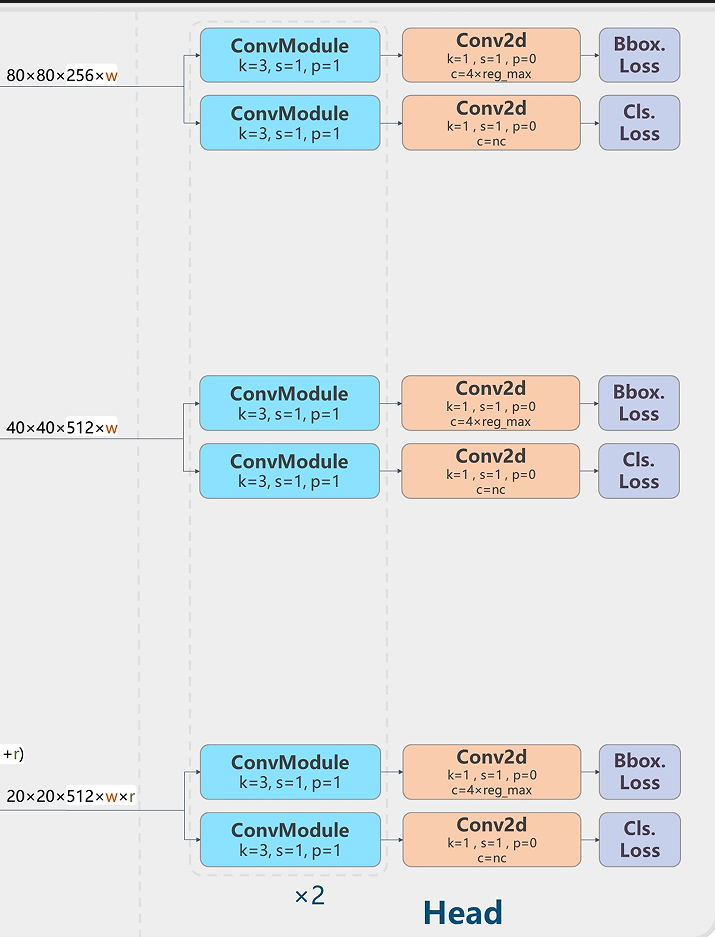 80×80×256×w
ConvModule
k=3, s=1, p=1
Conv2d
k=1 , s=1 , p=0
c=4×reg_max
Bbox.
Loss
ConvModule
k=3, s=1, p=1
Conv2d
k=1 , s=1 , p=0
c=nc
Cls.
Loss
40×40×512×w
ConvModule
k=3, s=1, p=1
Conv2d
k=1 , s=1 , p=0
c=4×reg_max
Bbox.
Loss
ConvModule
k=3, s=1, p=1
Conv2d
k=1 , s=1 , p=0
c=nc
Cls.
Loss
+r)
20×20×512×w×r
ConvModule
k=3, s=1, p=1
Conv2d
k=1 , s=1 , p=0
c=4×reg_max
Bbox.
Loss
ConvModule
k=3, s=1, p=1
Conv2d
k=1 , s=1 , p=0
c=nc
Cls.
Loss
×2
Head